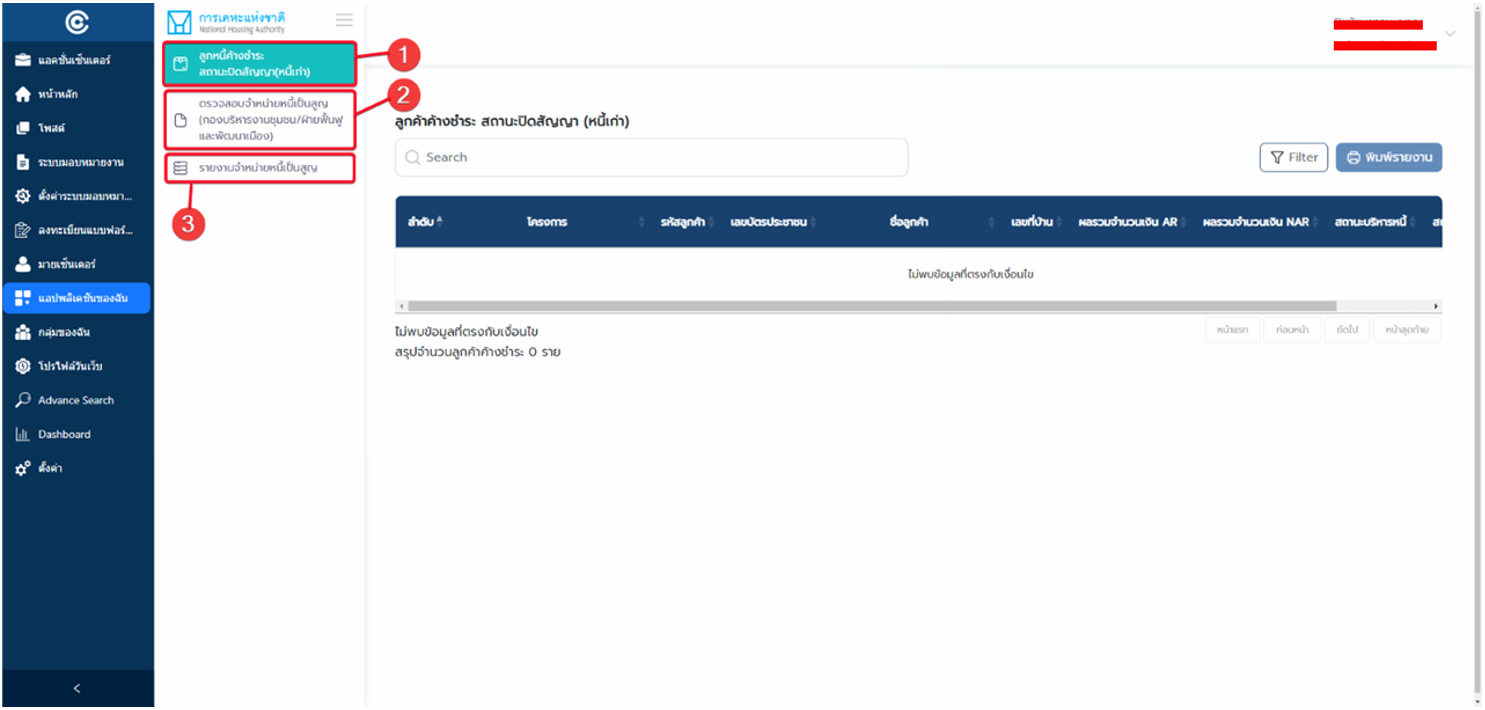 แอคชั่นเซ็นเตอร์
หน้าหลัก
โพสต์
ระบบมอบหมายงาน
ตั้งค่าระบบมอบหมา...
ลงทะเบียนแบบฟอร์...
มายเซ็นเตอร์
แอปพลิเคชันของฉัน
กลุ่มของฉัน
โปรไฟล์วันเว็บ
Advance Search
Dashboard
ตั้งค่า
การเคหะแห่งชาติ
National Housing Authority
ลูกหนี้ค้างชำระ
สถานะปิดสัญญา(หนี้เก่า)
ตรวจสอบจำหน่ายหนี้เป็นสูญ
(กองบริหารงานชุมชน/ฝ่ายฟื้นฟู
และพัฒนาเมือง)
รายงานจำหน่ายหนี้เป็นสูญ
1
2
3
ลูกค้าค้างชำระ สถานะปิดสัญญา (หนี้เก่า)
Search
Filter
พิมพ์รายงาน
ลำดับ โครงการ รหัสลูกค้า เลขบัตรประชาชน ชื่อลูกค้า เลขที่บ้าน ผลรวมจำนวนเงิน AR ผลรวมจำนวนเงิน NAR สถานะบริหารหนี้
ไม่พบข้อมูลที่ตรงกับเงื่อนไข
ไม่พบข้อมูลที่ตรงกับเงื่อนไข
สรุปจำนวนลูกค้าค้างชำระ 0 ราย
หน้าแรก ก่อนหน้า ถัดไป หน้าสุดท้าย